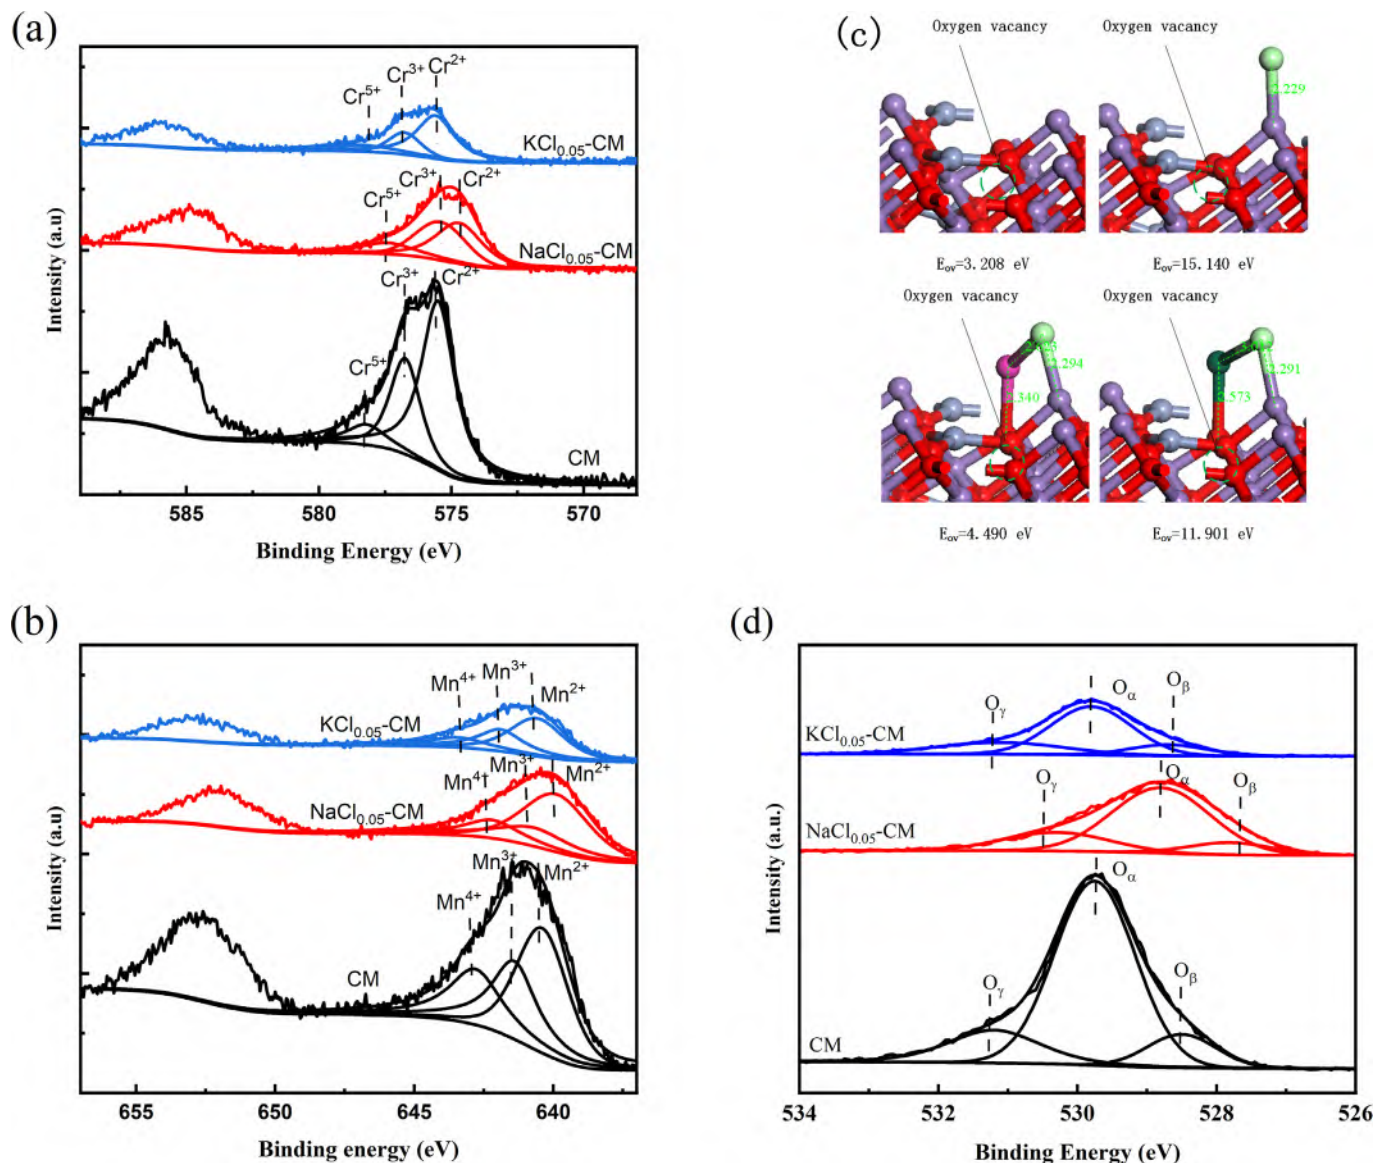 (a)
Cr5+
Cr3+
Cr2+
KCl0.05-CM
Cr5+
Cr3+
Cr2+
NaCl0.05-CM
Cr5+
Cr3+
Cr2+
CM
Intensity (a.u)
585 580 575 570
Binding Energy (eV)
(c)
Oxygen vacancy
Oxygen vacancy
2.229
Eov=3.208 eV
Eov=15.140 eV
Oxygen vacancy
Oxygen vacancy
2.294
.340
2.291
.573
Eov=4.490 eV
Eov=11.901 eV
(b)
Mn4+
Mn3+
Mn2+
KCl0.05-CM
Mn4+
Mn3+
Mn2+
NaCl0.05-CM
Mn4+
Mn3+
Mn2+
CM
Intensity (a.u)
655 650 645 640
Binding energy (eV)
(d)
Oγ
Oα
Oβ
KCl0.05-CM
Oγ
Oα
Oβ
NaCl0.05-CM
Oγ
Oα
Oβ
CM
Intensity (a.u.)
534 532 530 528 526
Binding Energy (eV)